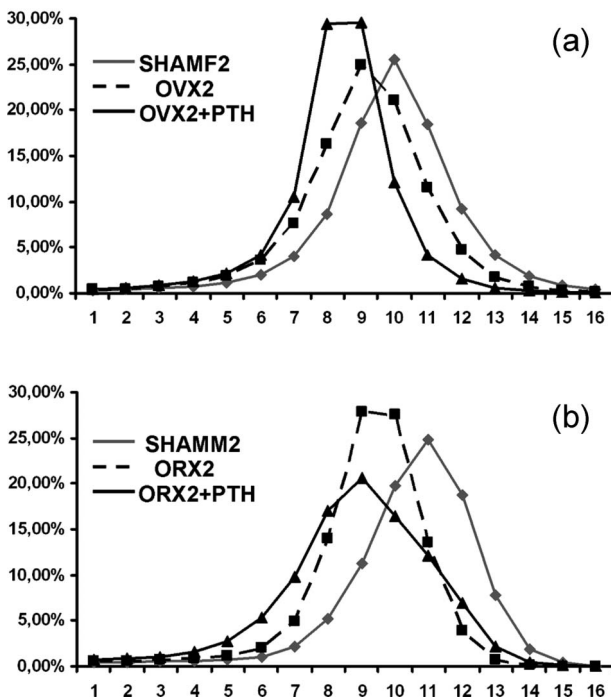 (a)
30,00%
25,00%
20,00%
15,00%
10,00%
5,00%
0,00%
SHAMF2
OVX2
OVX2+PTH
1 2 3 4 5 6 7 8 9 10 11 12 13 14 15 16
(b)
30,00%
25,00%
20,00%
15,00%
10,00%
5,00%
0,00%
SHAMM2
ORX2
ORX2+PTH
1 2 3 4 5 6 7 8 9 10 11 12 13 14 15 16